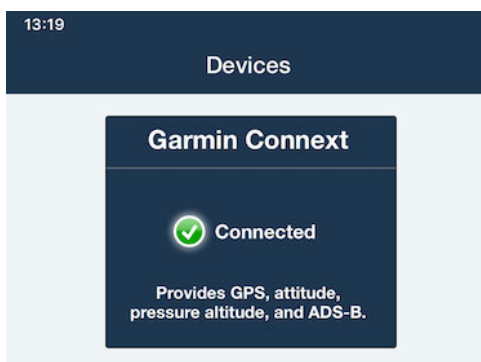 13:19
Devices
Garmin Connext
Connected
Provides GPS, attitude,
pressure altitude, and ADS-B.